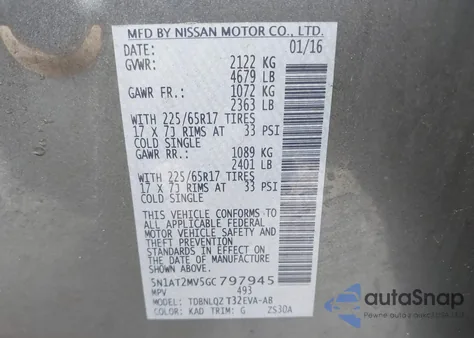 MFD BY NISSAN MOTOR CO., LTD.
DATE: 01/16
GVWR: 2122 KG
4679 LB
GAWR FR.: 1072 KG
2363 LB
WITH 225/65R17 TIRES
17 X 7J RIMS AT 33 PSI
COLD SINGLE
GAWR RR.: 1089 KG
2401 LB
WITH 225/65R17 TIRES
17 X 7J RIMS AT 33 PSI
COLD SINGLE
THIS VEHICLE CONFORMS TO
ALL APPLICABLE FEDERAL
MOTOR VEHICLE SAFETY AND
THEFT PREVENTION
STANDARDS IN EFFECT ON
THE DATE OF MANUFACTURE
SHOWN ABOVE.
5N1AT2MV5GC797945
MPV 493
MODEL: TDBNLQZ T32EVA-AB
COLOR: KAD TRIM: G ZS30A
autoSnap
Pewne auto z